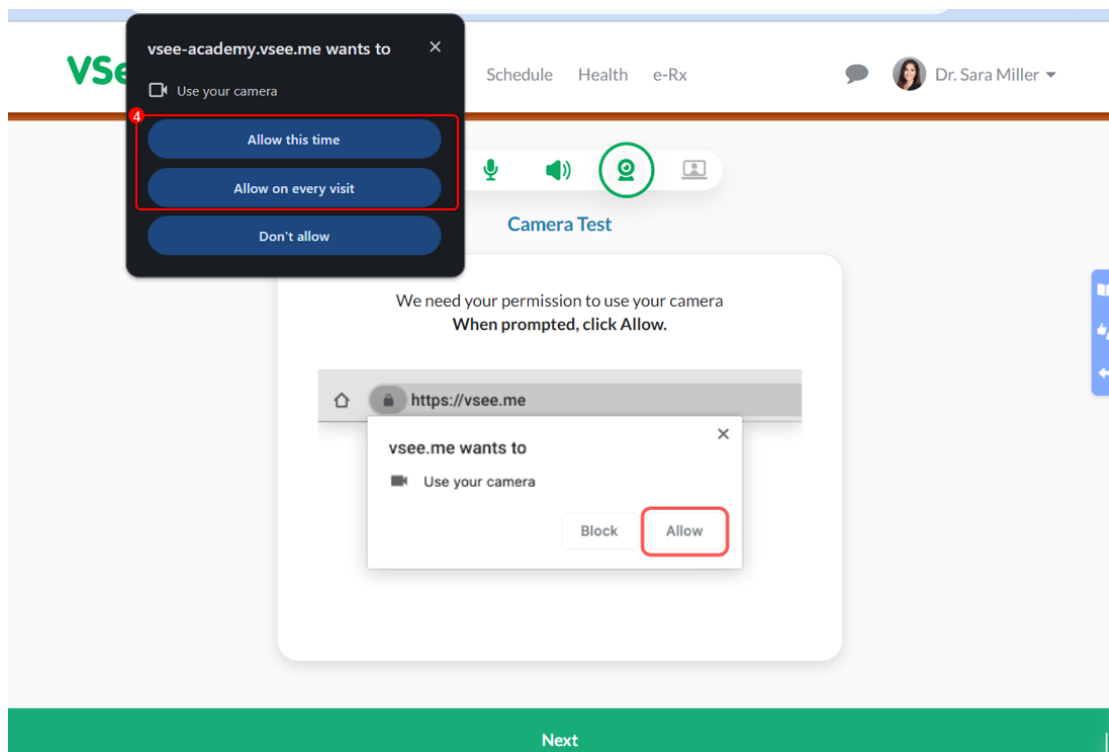 vsee-academy.vsee.me wants to
Use your camera
4
Allow this time
Allow on every visit
Don't allow
VSe
Schedule Health e-Rx
Dr. Sara Miller
Camera Test
We need your permission to use your camera
When prompted, click Allow.
https://vsee.me
vsee.me wants to
Use your camera
Block Allow
Next